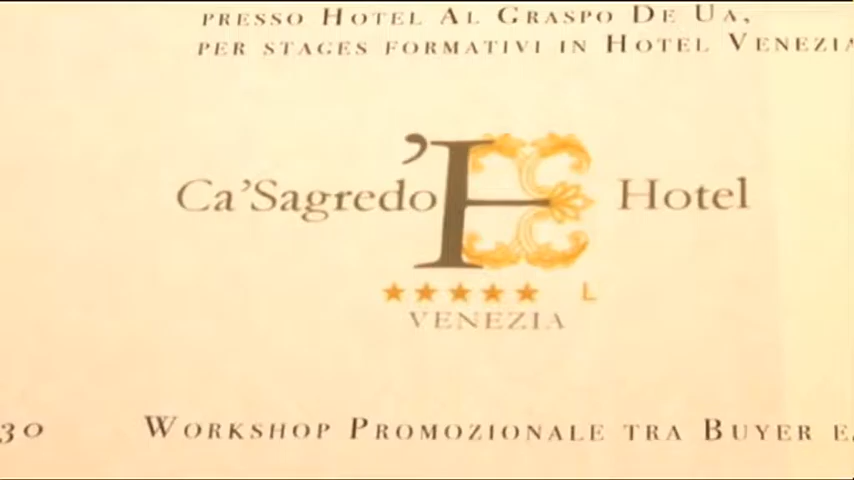 PRESSO HOTEL AL GRASPO DE UA,
PER STAGES FORMATIVI IN HOTEL VENEZIA
Ca'Sagredo Hotel
★★★★★ L
VENEZIA
30 WORKSHOP PROMOZIONALE TRA BUYER E